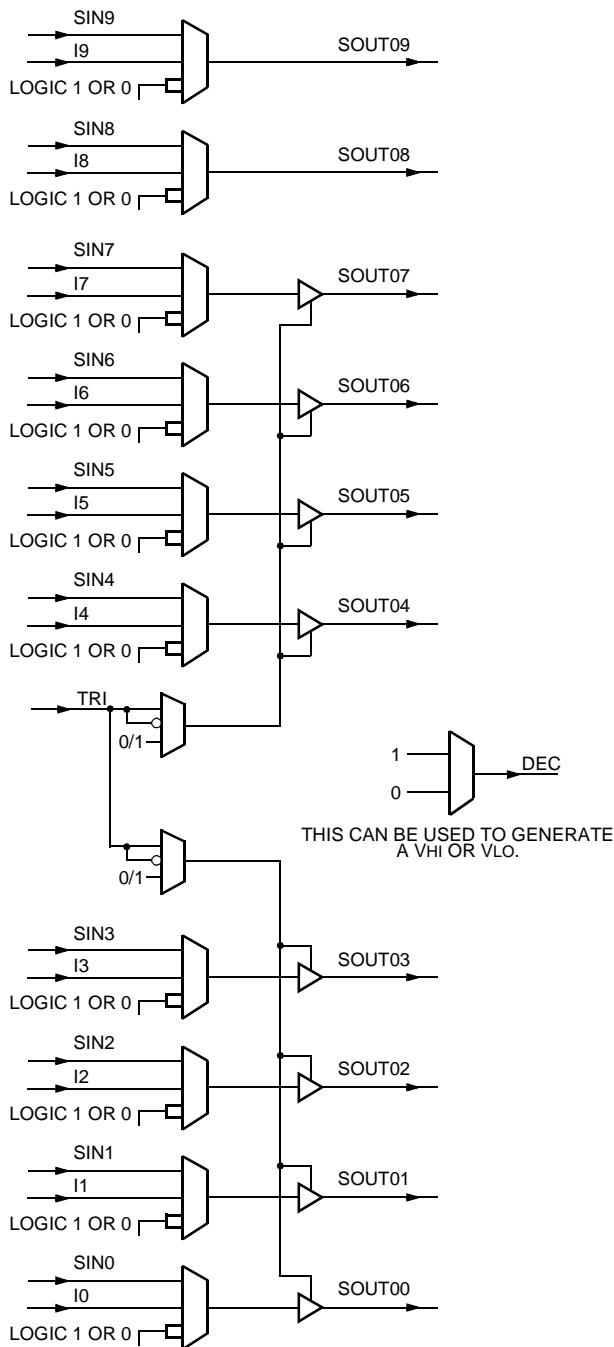 SIN9
SOUT09
I9
LOGIC 1 OR 0
SIN8
SOUT08
I8
LOGIC 1 OR 0
SIN7
SOUT07
I7
LOGIC 1 OR 0
SIN6
SOUT06
I6
LOGIC 1 OR 0
SIN5
SOUT05
I5
LOGIC 1 OR 0
SIN4
SOUT04
I4
LOGIC 1 OR 0
TRI
0/1
1
DEC
0
THIS CAN BE USED TO GENERATE
A VHI OR VLO.
0/1
SIN3
SOUT03
I3
LOGIC 1 OR 0
SIN2
SOUT02
I2
LOGIC 1 OR 0
SIN1
SOUT01
I1
LOGIC 1 OR 0
SIN0
SOUT00
I0
LOGIC 1 OR 0